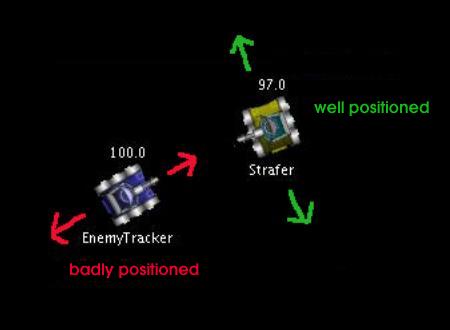 97.0
well positioned
Strafer
100.0
EnemyTracker
badly positioned